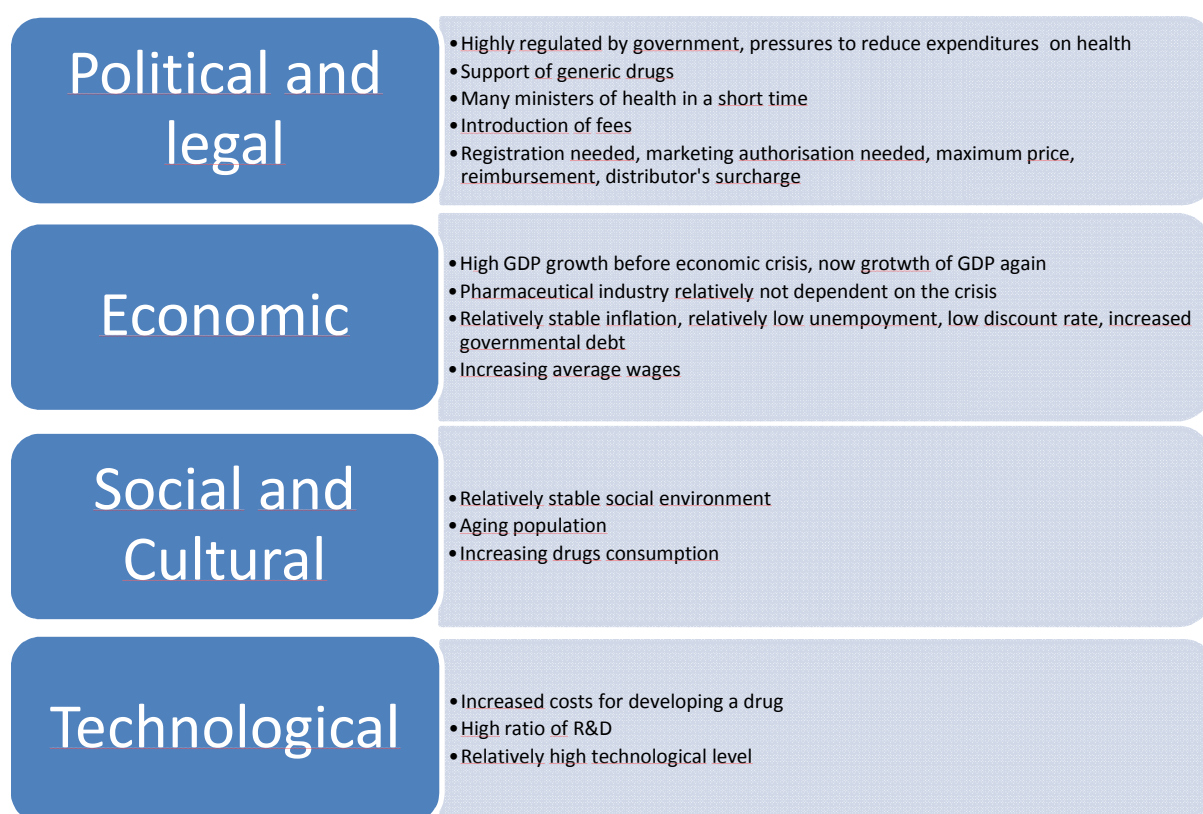 Political and
legal
•Highly regulated by government, pressures to reduce expenditures  on health
•Support of generic drugs
•Many ministers of health in a short time
•Introduction of fees
•Registration needed, marketing authorisation needed, maximum price,
reimbursement, distributor's surcharge
Economic
•High GDP growth before economic crisis, now grotwth of GDP again
•Pharmaceutical industry relatively not dependent on the crisis
•Relatively stable inflation, relatively low unempoyment, low discount rate, increased
governmental debt
•Increasing average wages
Social and
Cultural
•Relatively stable social environment
•Aging population
•Increasing drugs consumption
Technological
•Increased costs for developing a drug
•High ratio of R&D
•Relatively high technological level